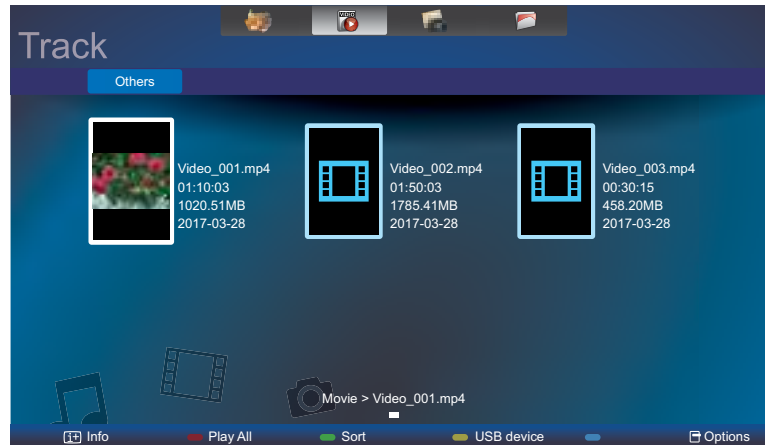 VIDEO
Track
Others
Video_001.mp4
01:10:03
1020.51MB
2017-03-28
Video_002.mp4
01:50:03
1785.41MB
2017-03-28
Video_003.mp4
00:30:15
458.20MB
2017-03-28
Movie > Video_001.mp4
i+ Info
Play All
Sort
USB device
Options